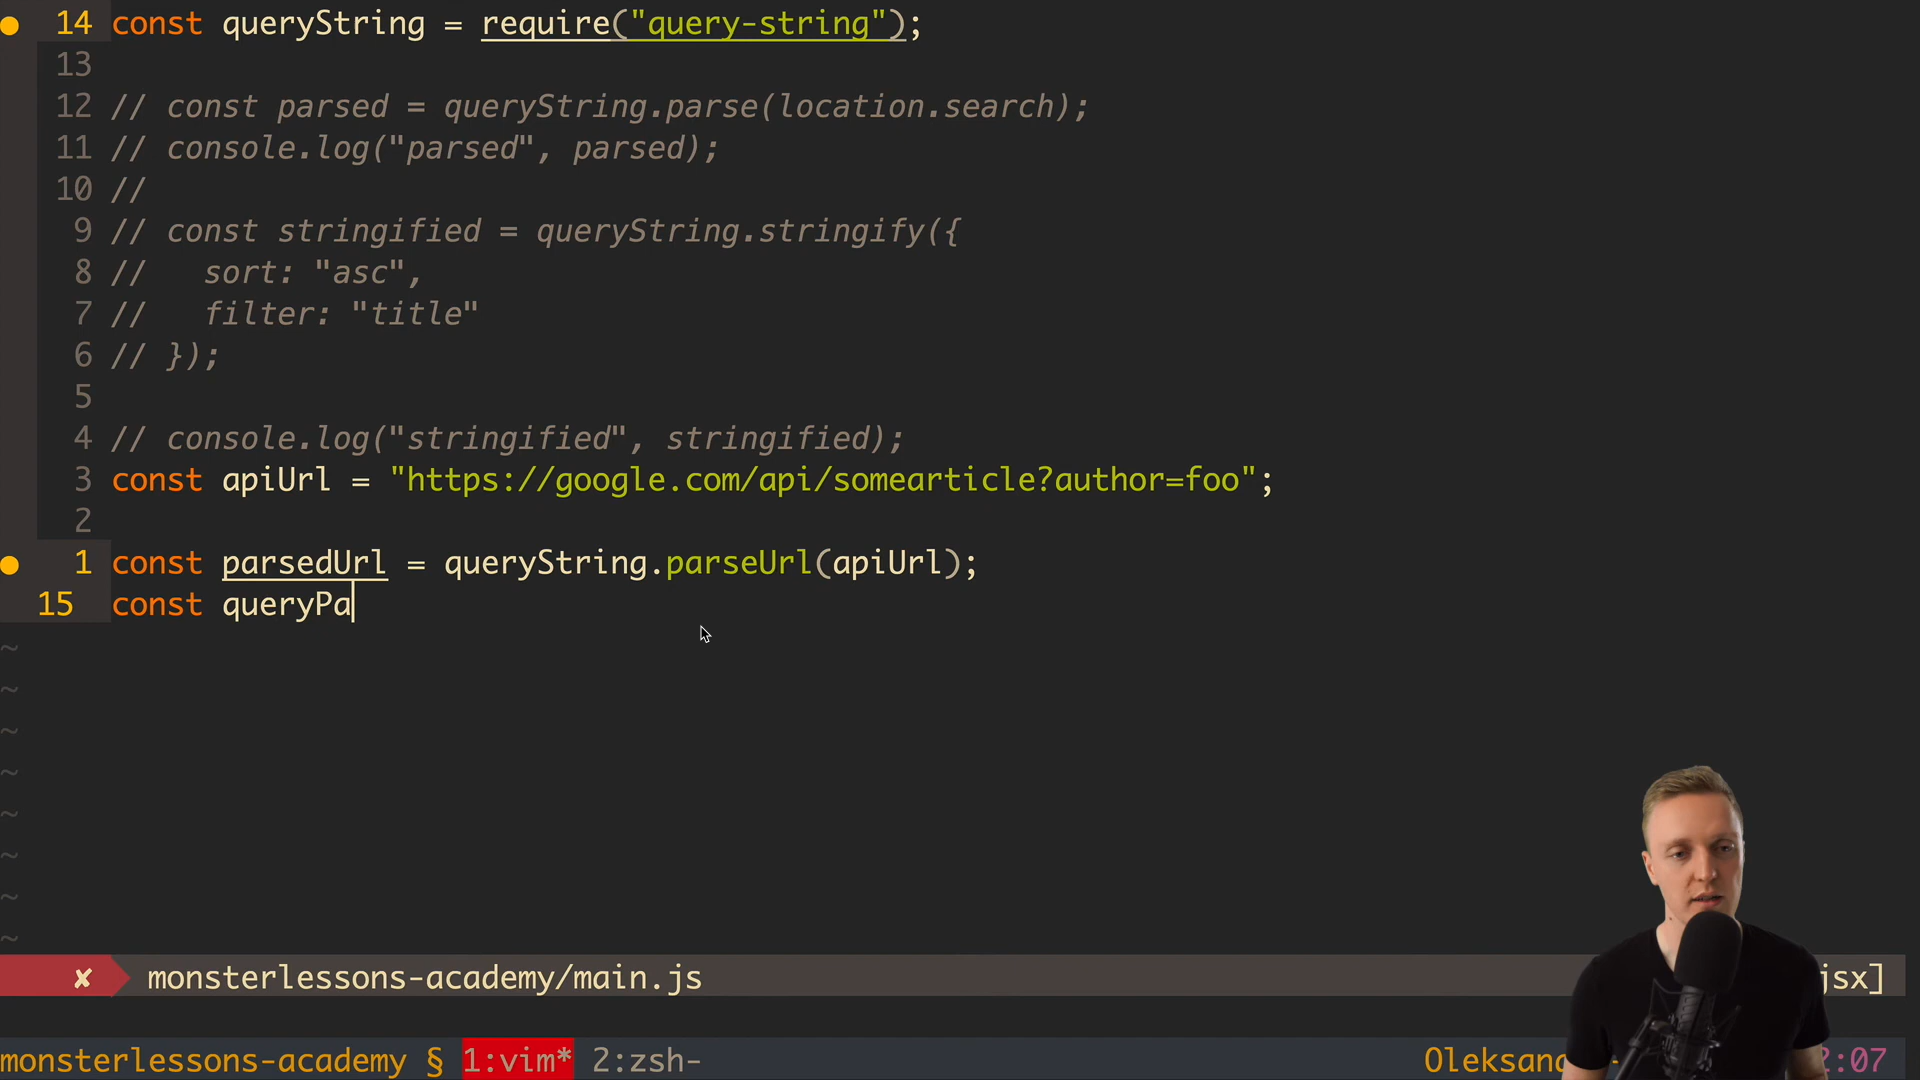 14 const queryString = require("query-string");
13
12 // const parsed = queryString.parse(location.search);
11 // console.log("parsed", parsed);
10 //
9 // const stringified = queryString.stringify({
8 //   sort: "asc",
7 //   filter: "title"
6 // });
5
4 // console.log("stringified", stringified);
3 const apiUrl = "https://google.com/api/somearticle?author=foo";
2
1 const parsedUrl = queryString.parseUrl(apiUrl);
15 const queryPa
~
~
~
~
~
~
~
~
✘ monsterlessons-academy/main.js jsx]
monsterlessons-academy § 1:vim* 2:zsh- :07